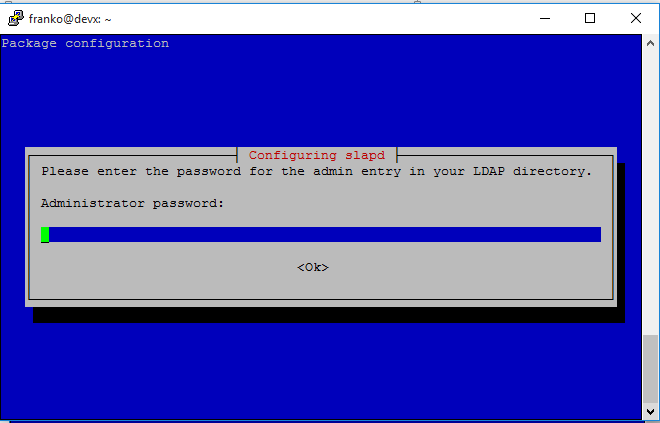 franko@devx: ~
Package configuration
Configuring slapd
Please enter the password for the admin entry in your LDAP directory.
Administrator password:
<Ok>